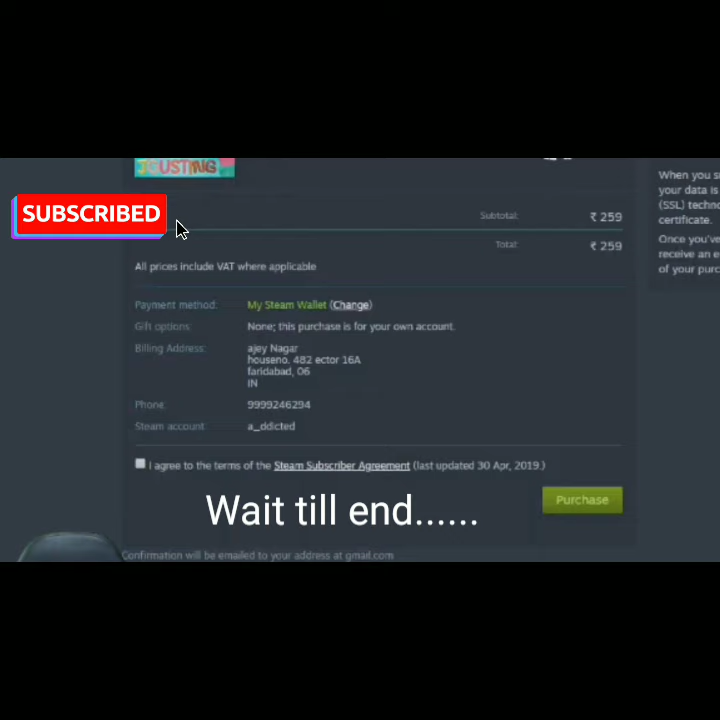 JOUSTING
SUBSCRIBED
Subtotal: ₹ 259
Total: ₹ 259
All prices include VAT where applicable
Payment method: My Steam Wallet (Change)
Gift options: None; this purchase is for your own account.
Billing Address: ajey Nagar
houseno. 482 ector 16A
faridabad, 06
IN
Phone: 9999246294
Steam account: a_ddicted
I agree to the terms of the Steam Subscriber Agreement (last updated 30 Apr, 2019.)
Wait till end......
Purchase
Confirmation will be emailed to your address at gmail.com
When you s
your data is
(SSL) techno
certificate.
Once you've
receive an e
of your purc